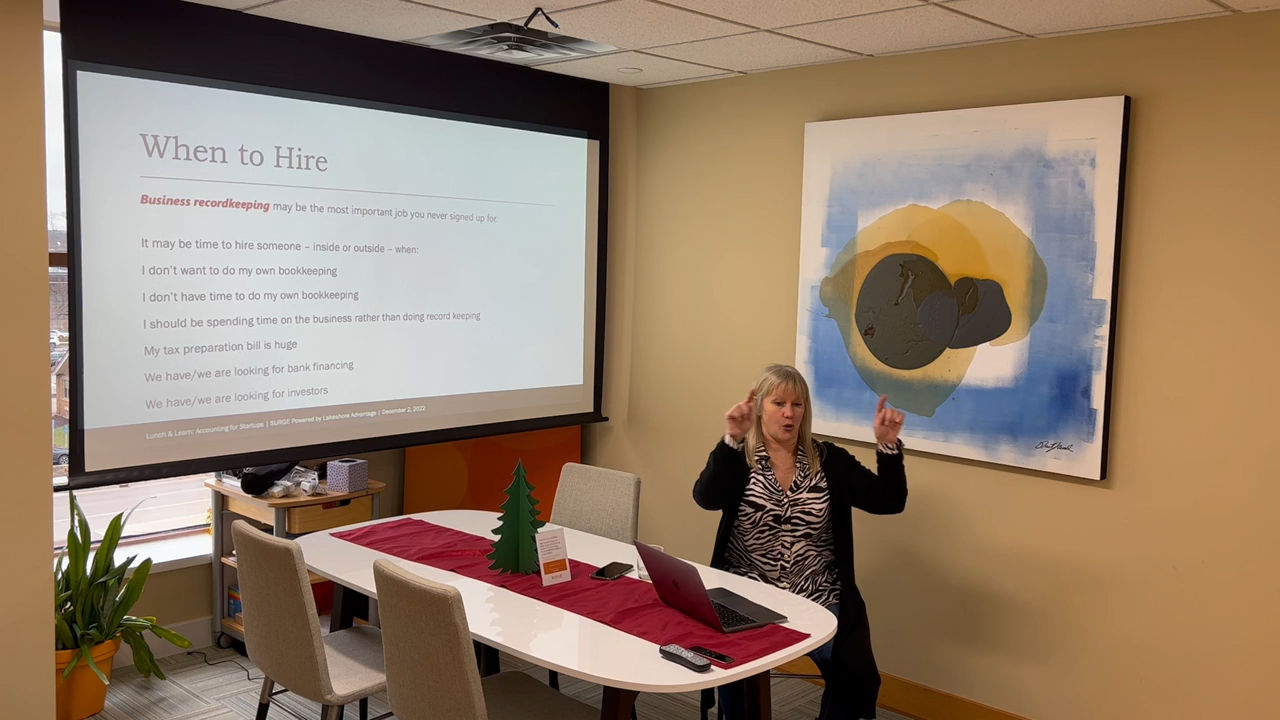 When to Hire
Business recordkeeping may be the most important job you never signed up for.
It may be time to hire someone – inside or outside – when:
I don't want to do my own bookkeeping
I don't have time to do my own bookkeeping
I should be spending time on the business rather than doing record keeping
My tax preparation bill is huge
We have/we are looking for bank financing
We have/we are looking for investors
Lunch & Learn: Accounting for Startups | SURGE Powered by Lakeshore Advantage | December 2, 2022